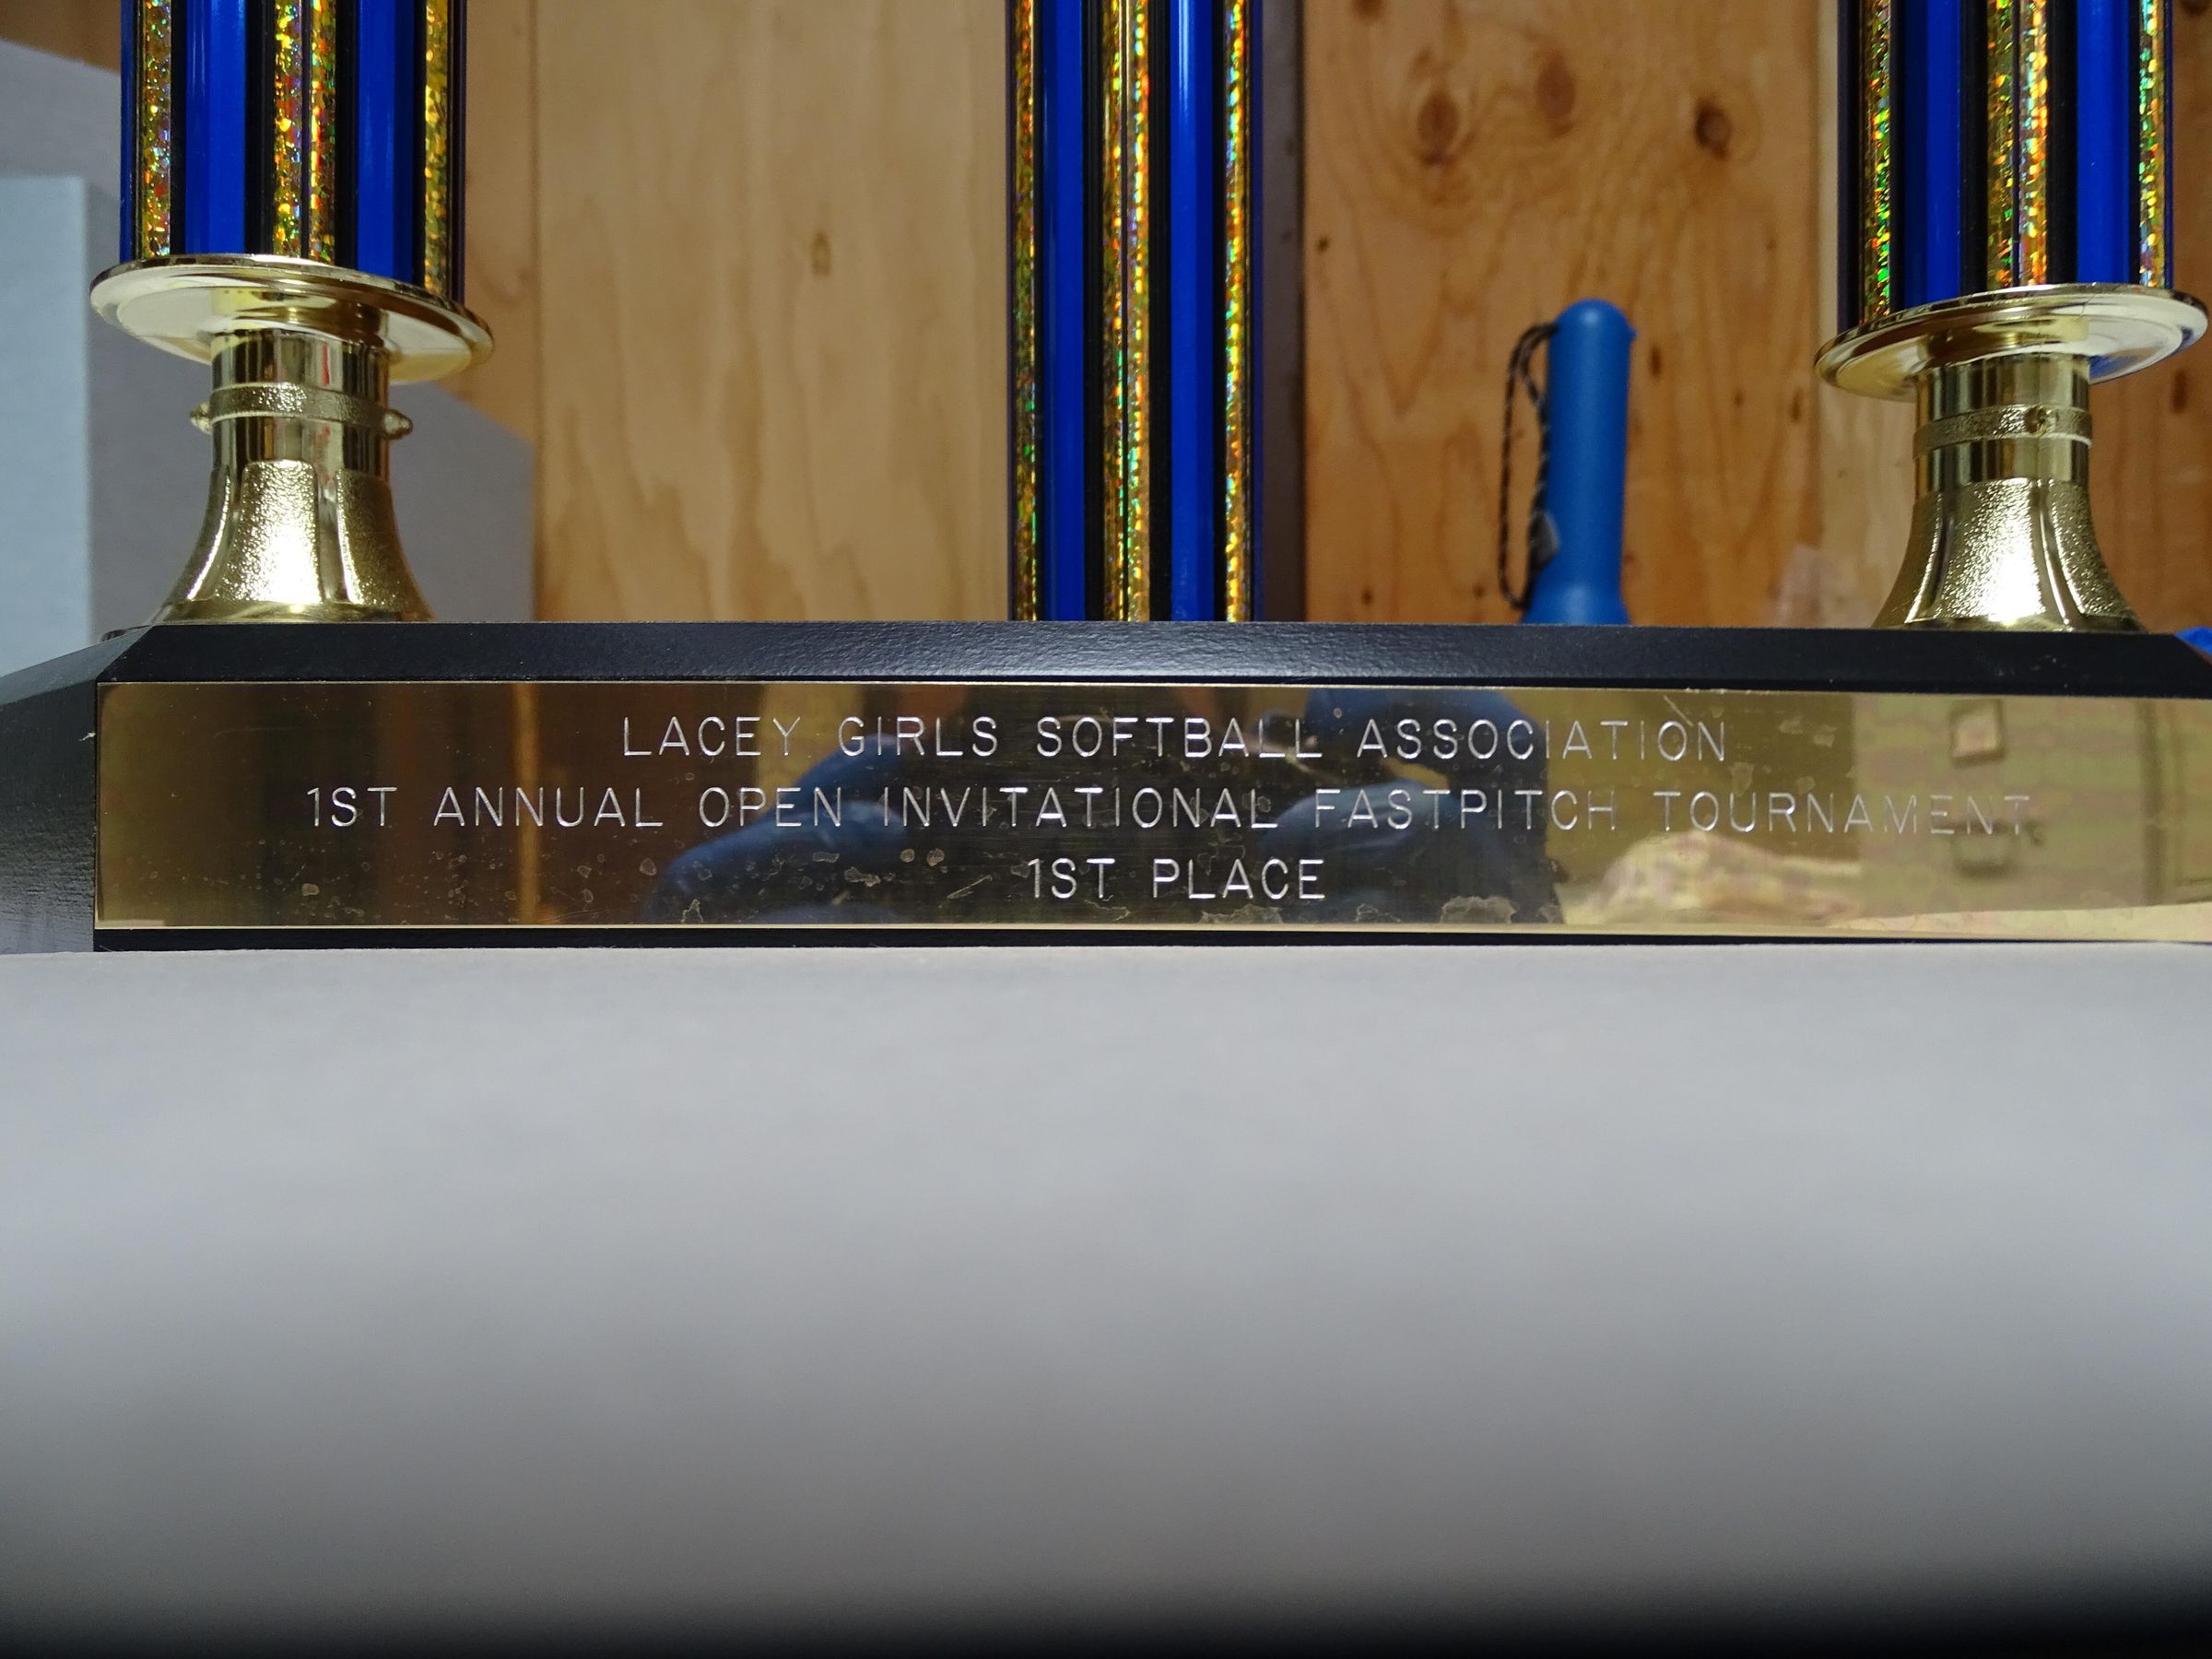 LACEY GIRLS SOFTBALL ASSOCIATION
1ST ANNUAL OPEN INVITATIONAL FASTPITCH TOURNAMENT
1ST PLACE